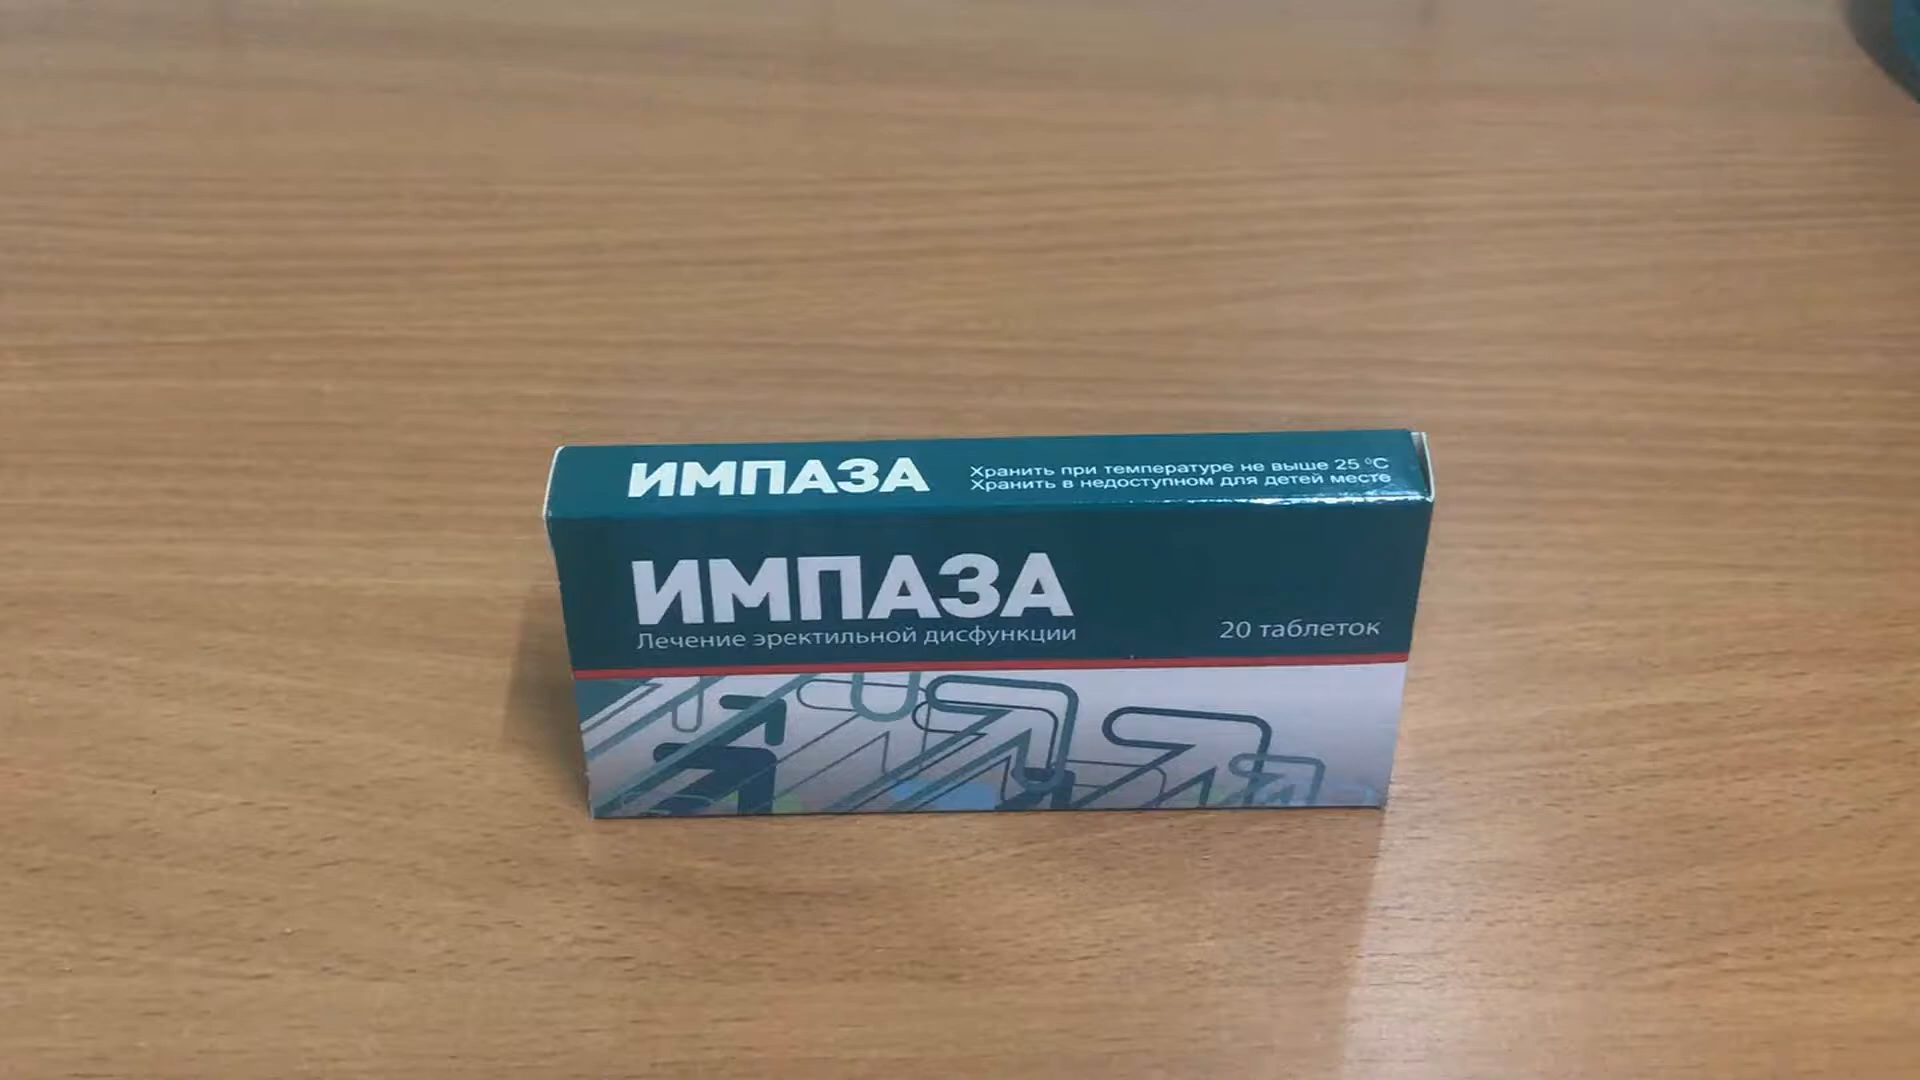 ИМПАЗА
Хранить при температуре не выше 25 °C
Хранить в недоступном для детей месте
ИМПАЗА
Лечение эректильной дисфункции
20 таблеток